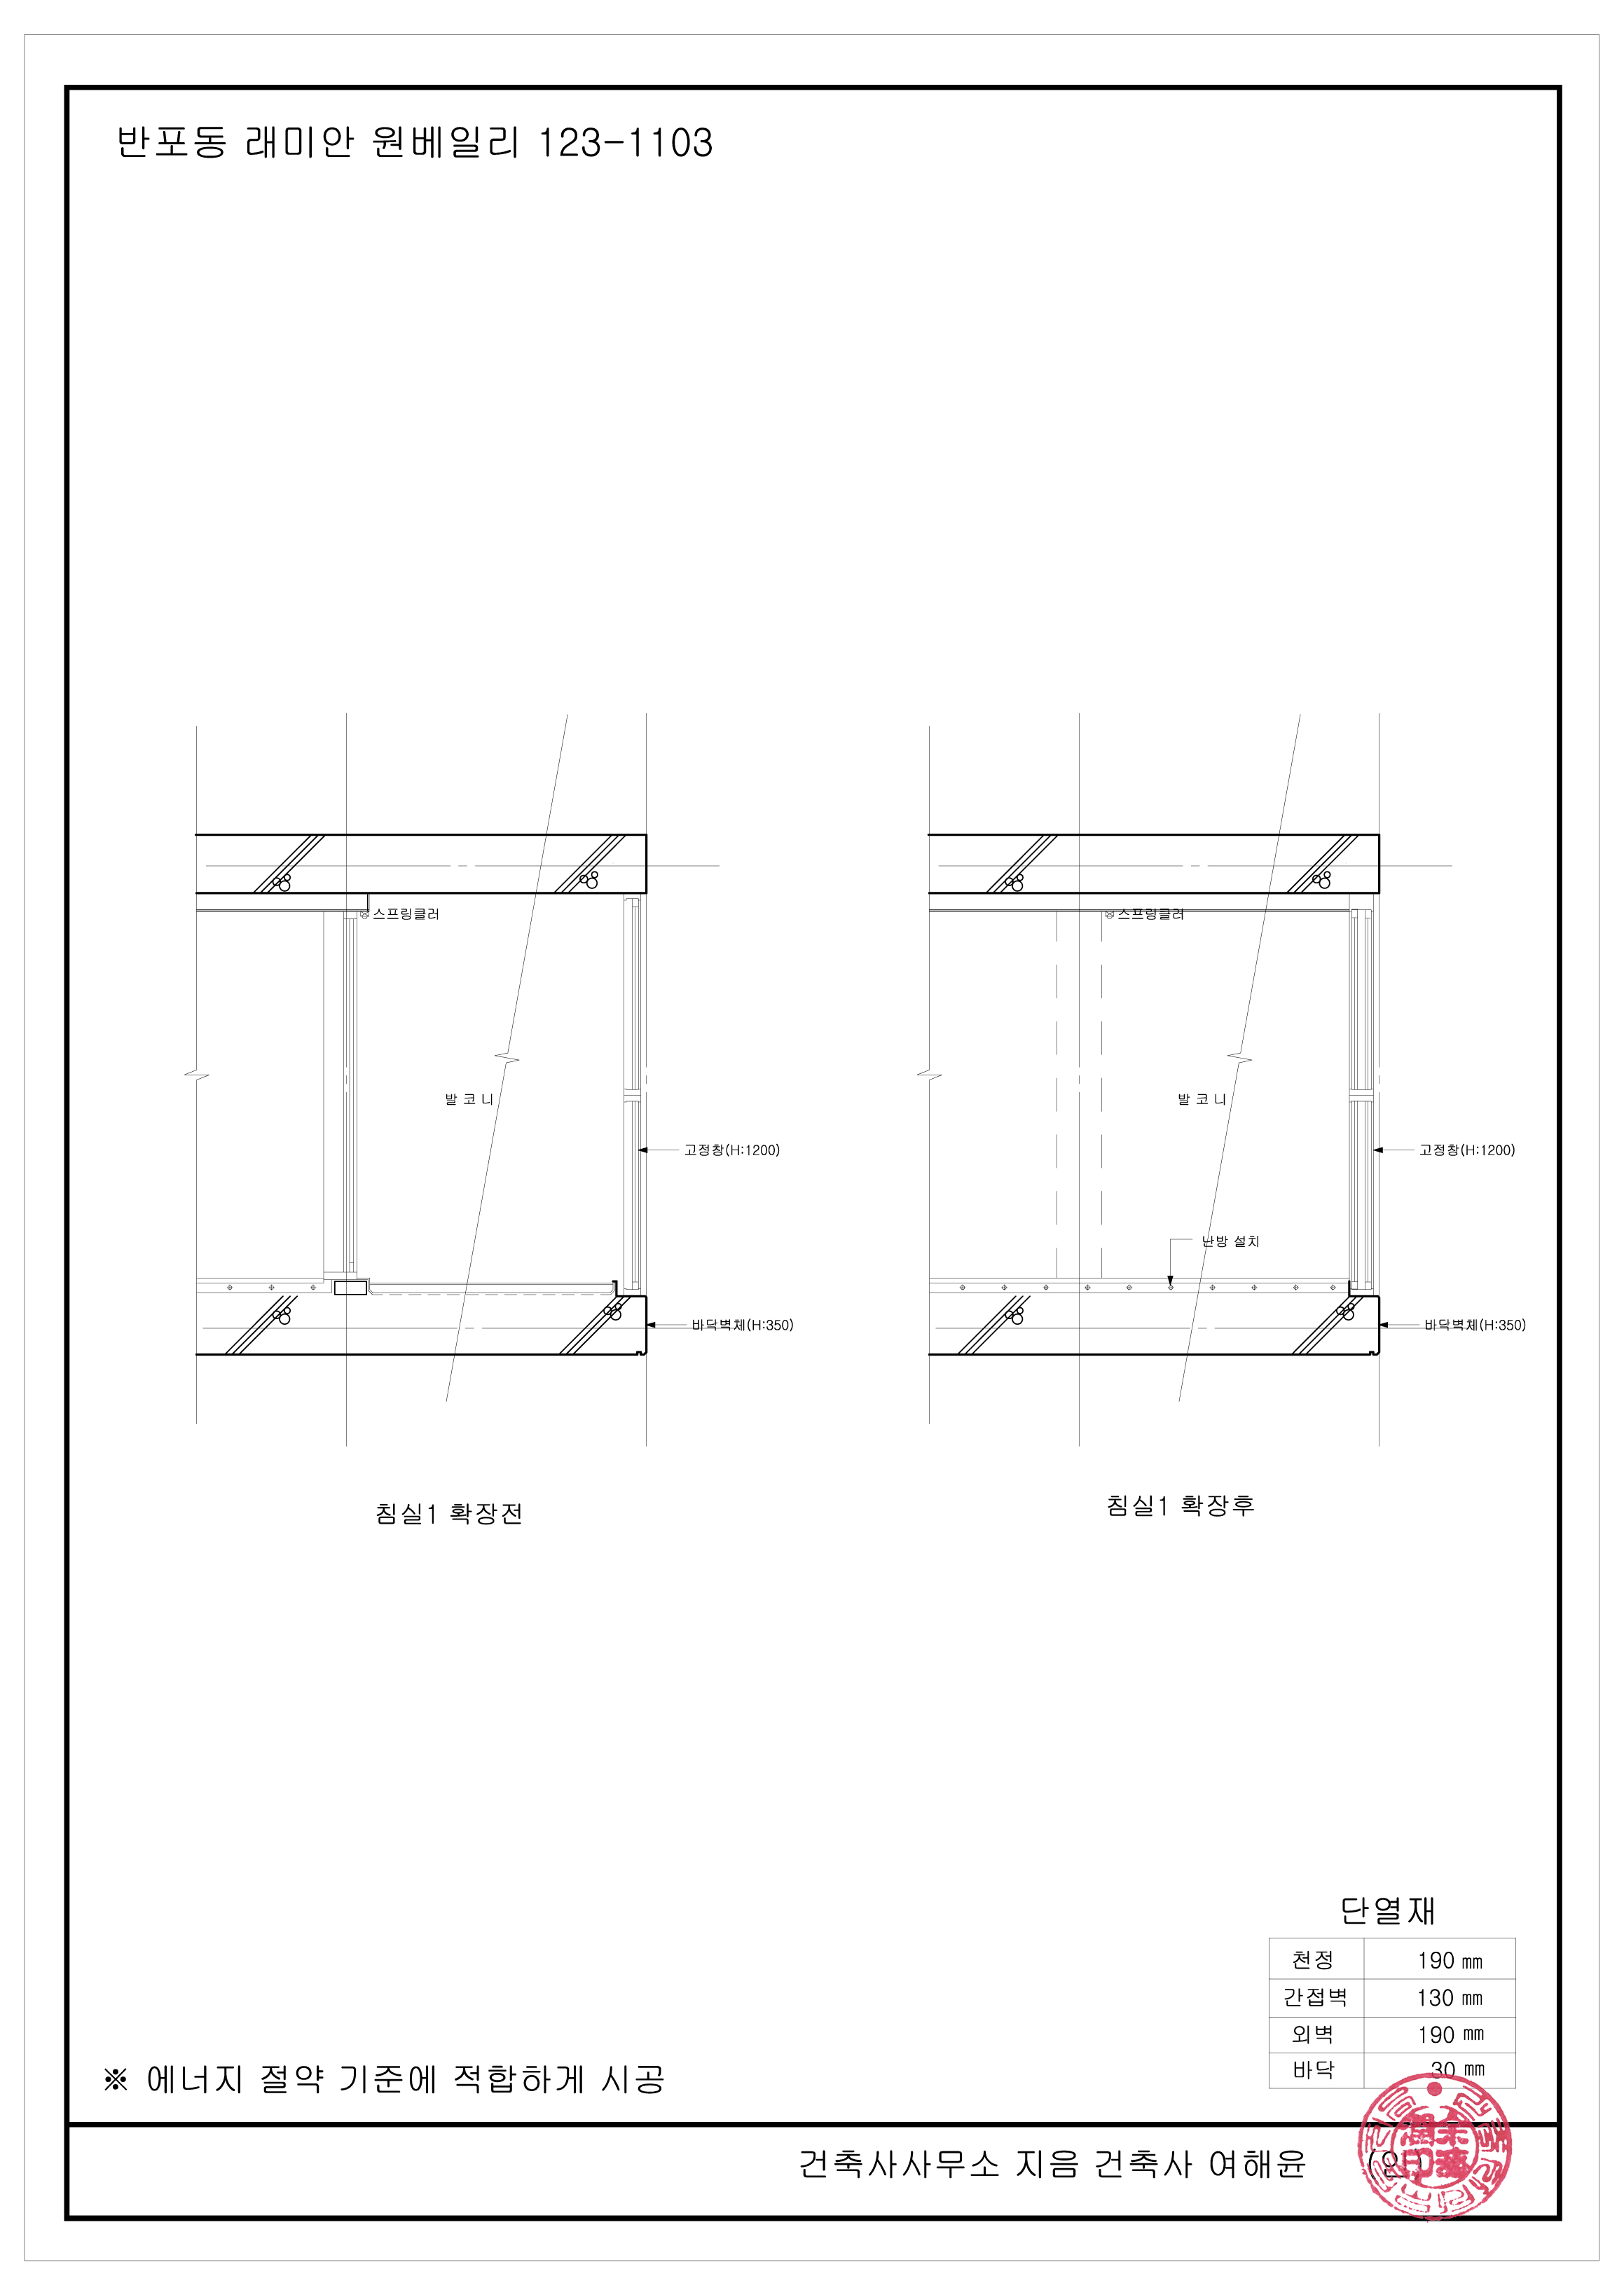 반포동 래미안 원베일리 123-1103
스프링클러
발 코 니
고정창(H:1200)
바닥벽체(H:350)
침실1 확장전
스프링클러
발 코 니
고정창(H:1200)
난방 설치
바닥벽체(H:350)
침실1 확장후
단열재
천정 190 mm
간접벽 130 mm
외벽 190 mm
바닥 30 mm
※ 에너지 절약 기준에 적합하게 시공
건축사사무소 지음 건축사 여해윤 (인)